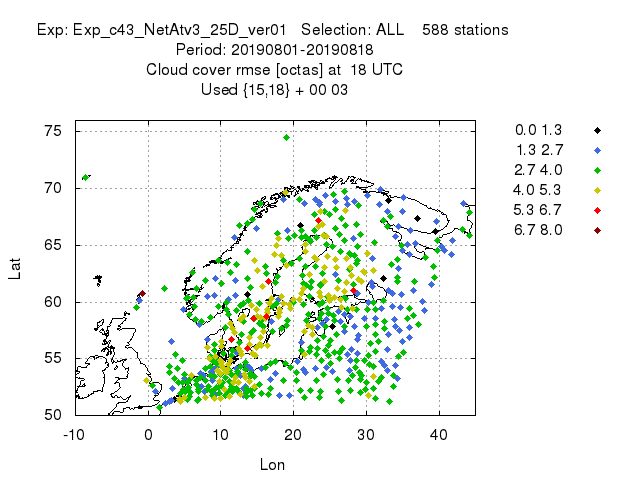 Exp: Exp_c43_NetAtv3_25D_ver01 Selection: ALL 588 stations
Period: 20190801-20190818
Cloud cover rmse [octas] at 18 UTC
Used {15,18} + 00 03
0.0 1.3
1.3 2.7
2.7 4.0
4.0 5.3
5.3 6.7
6.7 8.0
75
70
65
60
55
50
Lat
-10 0 10 20 30 40
Lon